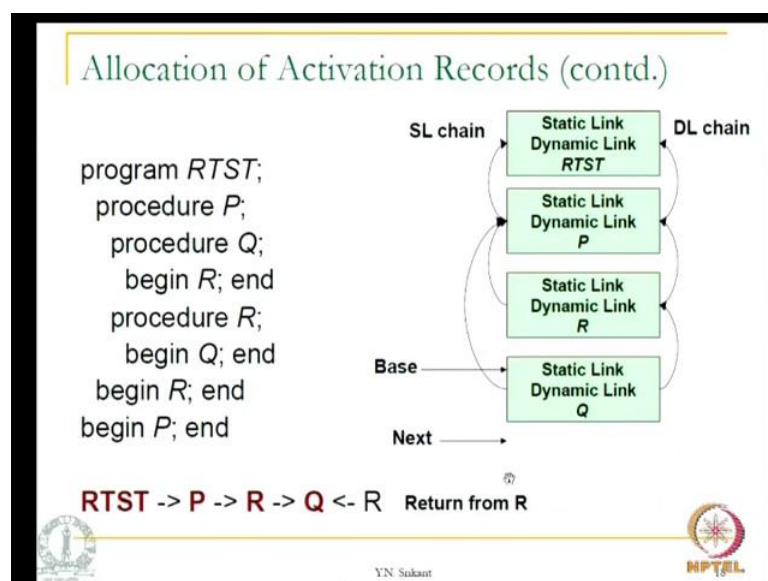 Allocation of Activation Records (contd.)
program RTST;
procedure P;
procedure Q;
begin R; end
procedure R;
begin Q; end
begin R; end
begin P; end
SL chain
DL chain
Static Link
Dynamic Link
RTST
Static Link
Dynamic Link
P
Static Link
Dynamic Link
R
Base
Static Link
Dynamic Link
Q
Next
RTST -> P -> R -> Q <- R Return from R
Y.N. Srikant
NPTEL